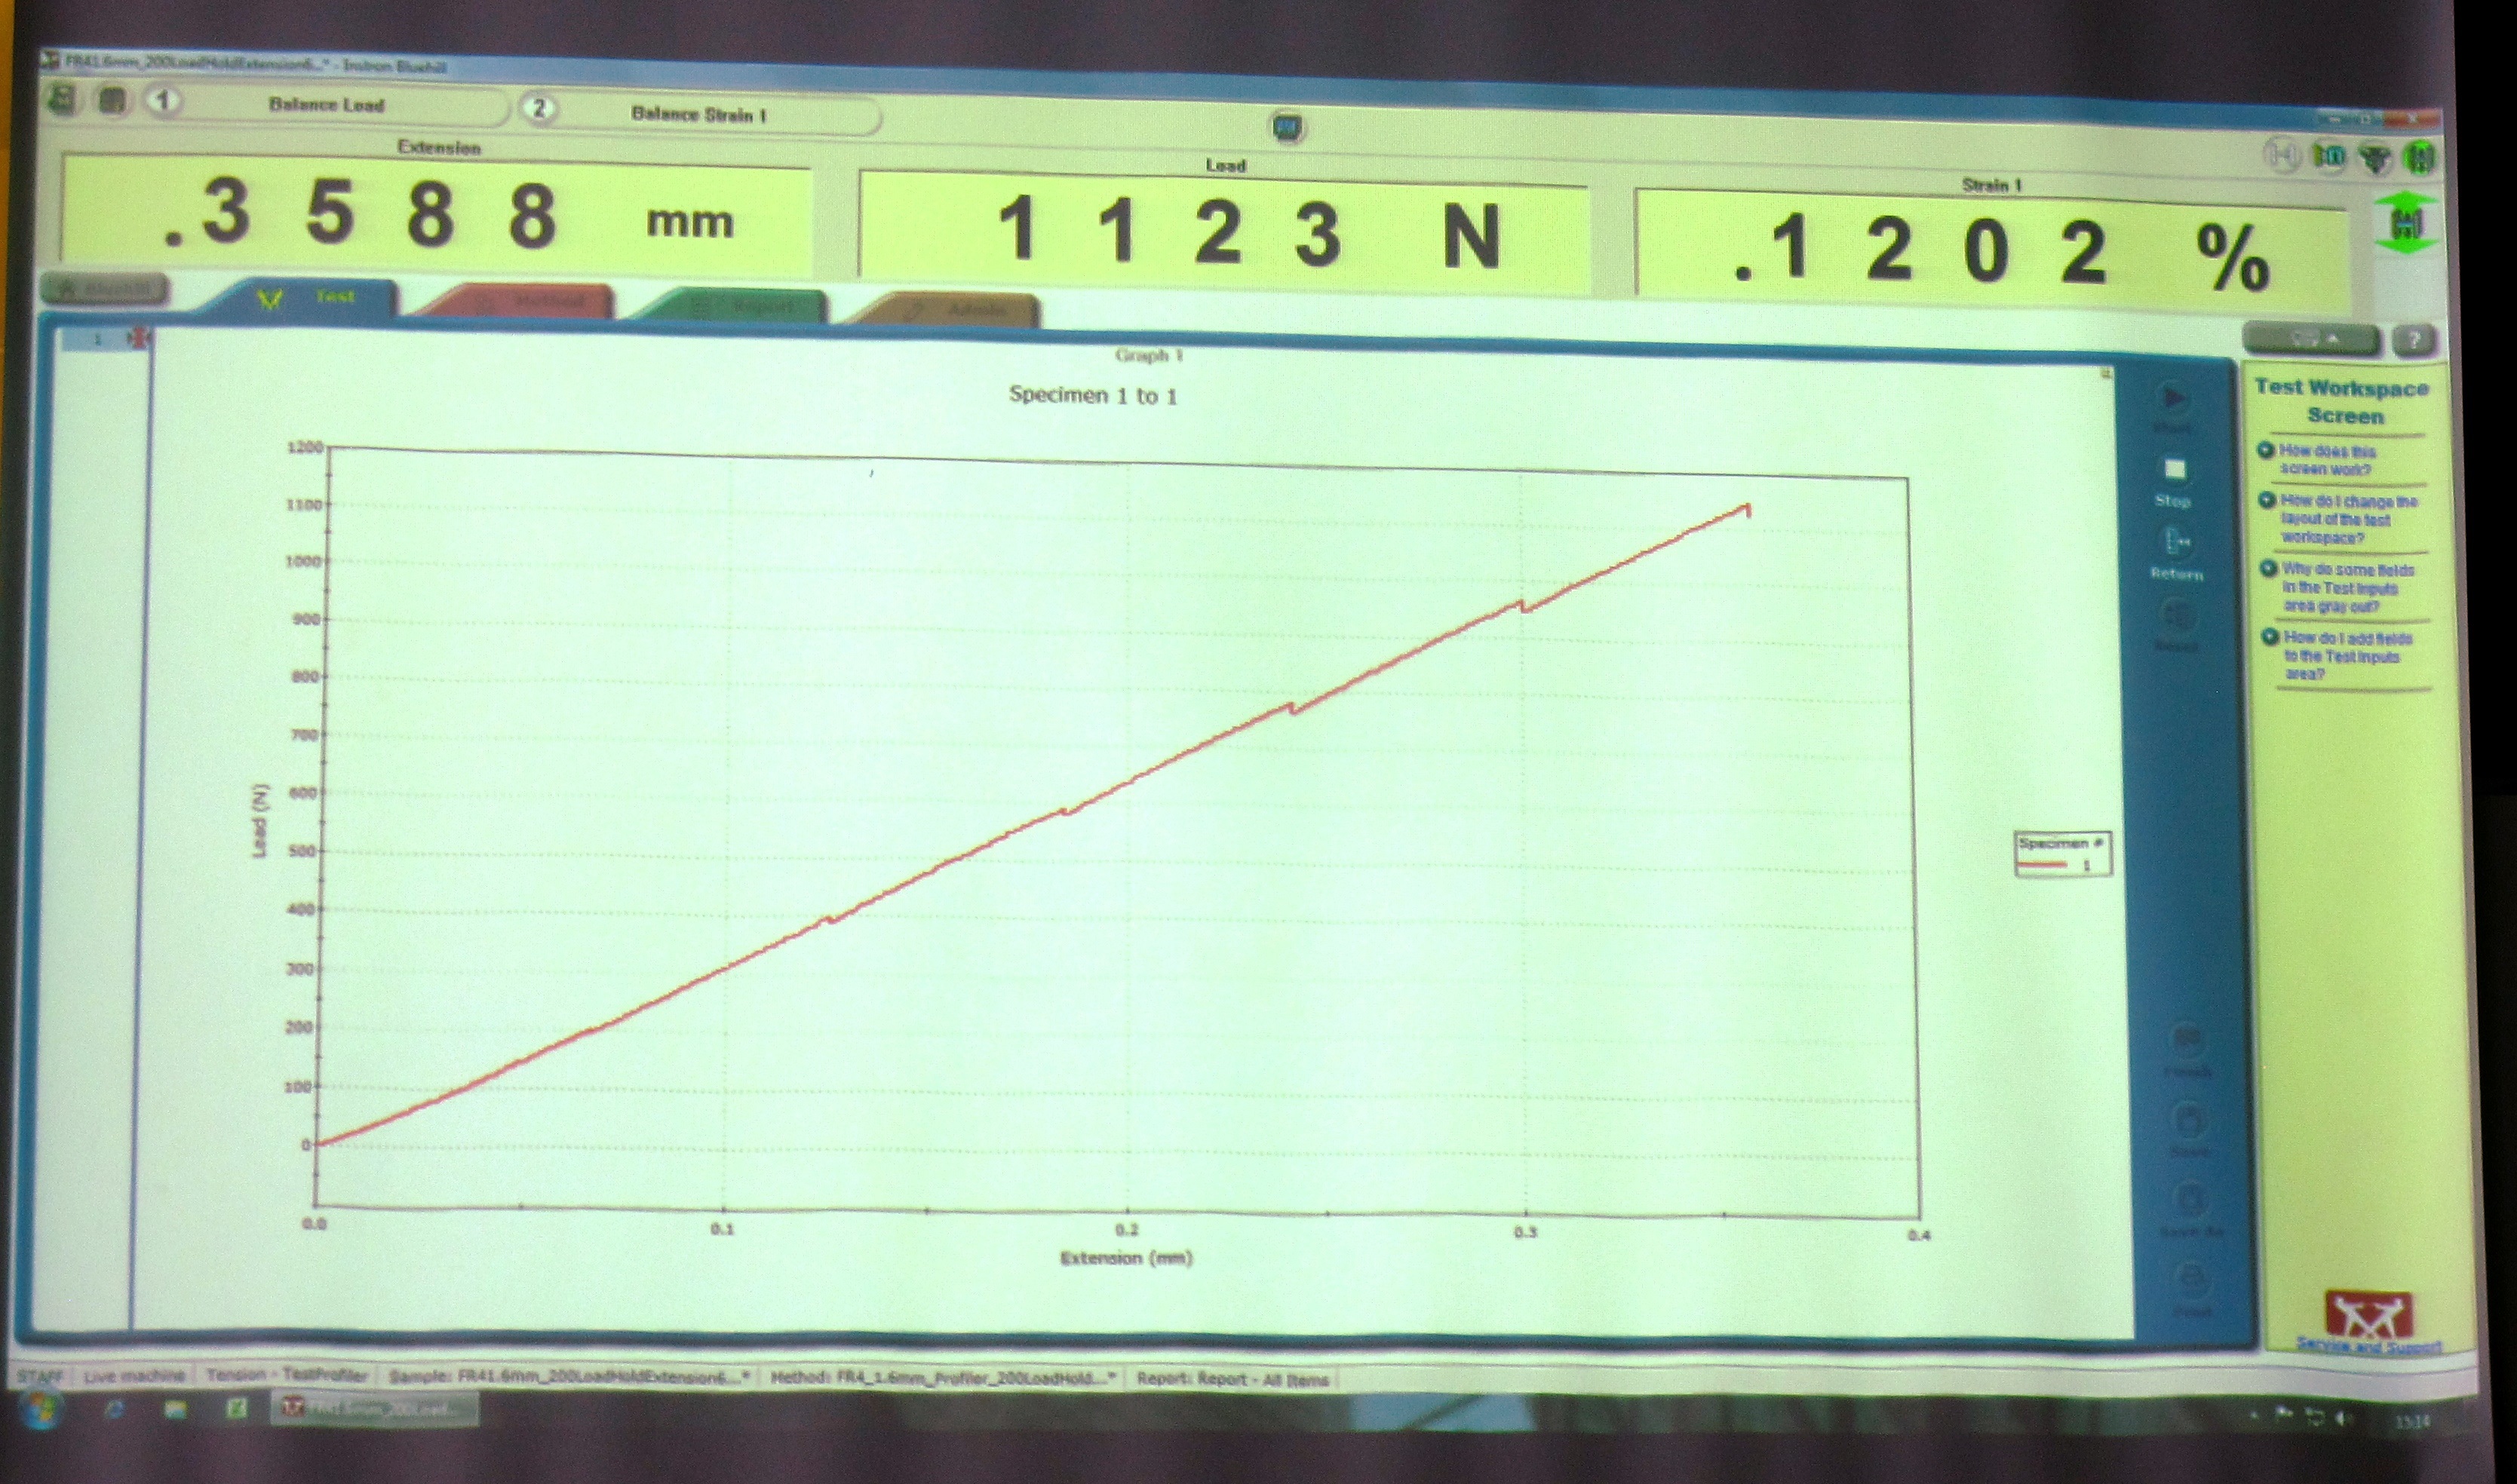 FR41.6mm_200LoadHoldExtension6...* - Instron Bluehill
1 Balance Load 2 Balance Strain 1
Extension Load Strain 1
.3588 mm 1123 N .1202 %
Bluehill Test Method Report Admin
1
Graph 1
Specimen 1 to 1
1200
1100
1000
900
800
700
600
500
400
300
200
100
0
Load (N)
0.0 0.1 0.2 0.3 0.4
Extension (mm)
Specimen #
1
Start
Stop
Return
Finish
Save
Save As
Print
?
Test Workspace
Screen
How does this
screen work?
How do I change the
layout of the test
workspace?
Why do some fields
in the Test Inputs
area gray out?
How do I add fields
to the Test Inputs
area?
Service and Support
STAFF Live machine Tension - TestProfiler Sample: FR41.6mm_200LoadHoldExtension6...* Method: FR4_1.6mm_Profiler_200LoadHold...* Report: Report - All Items
FR41.6mm_200Load...
15:14